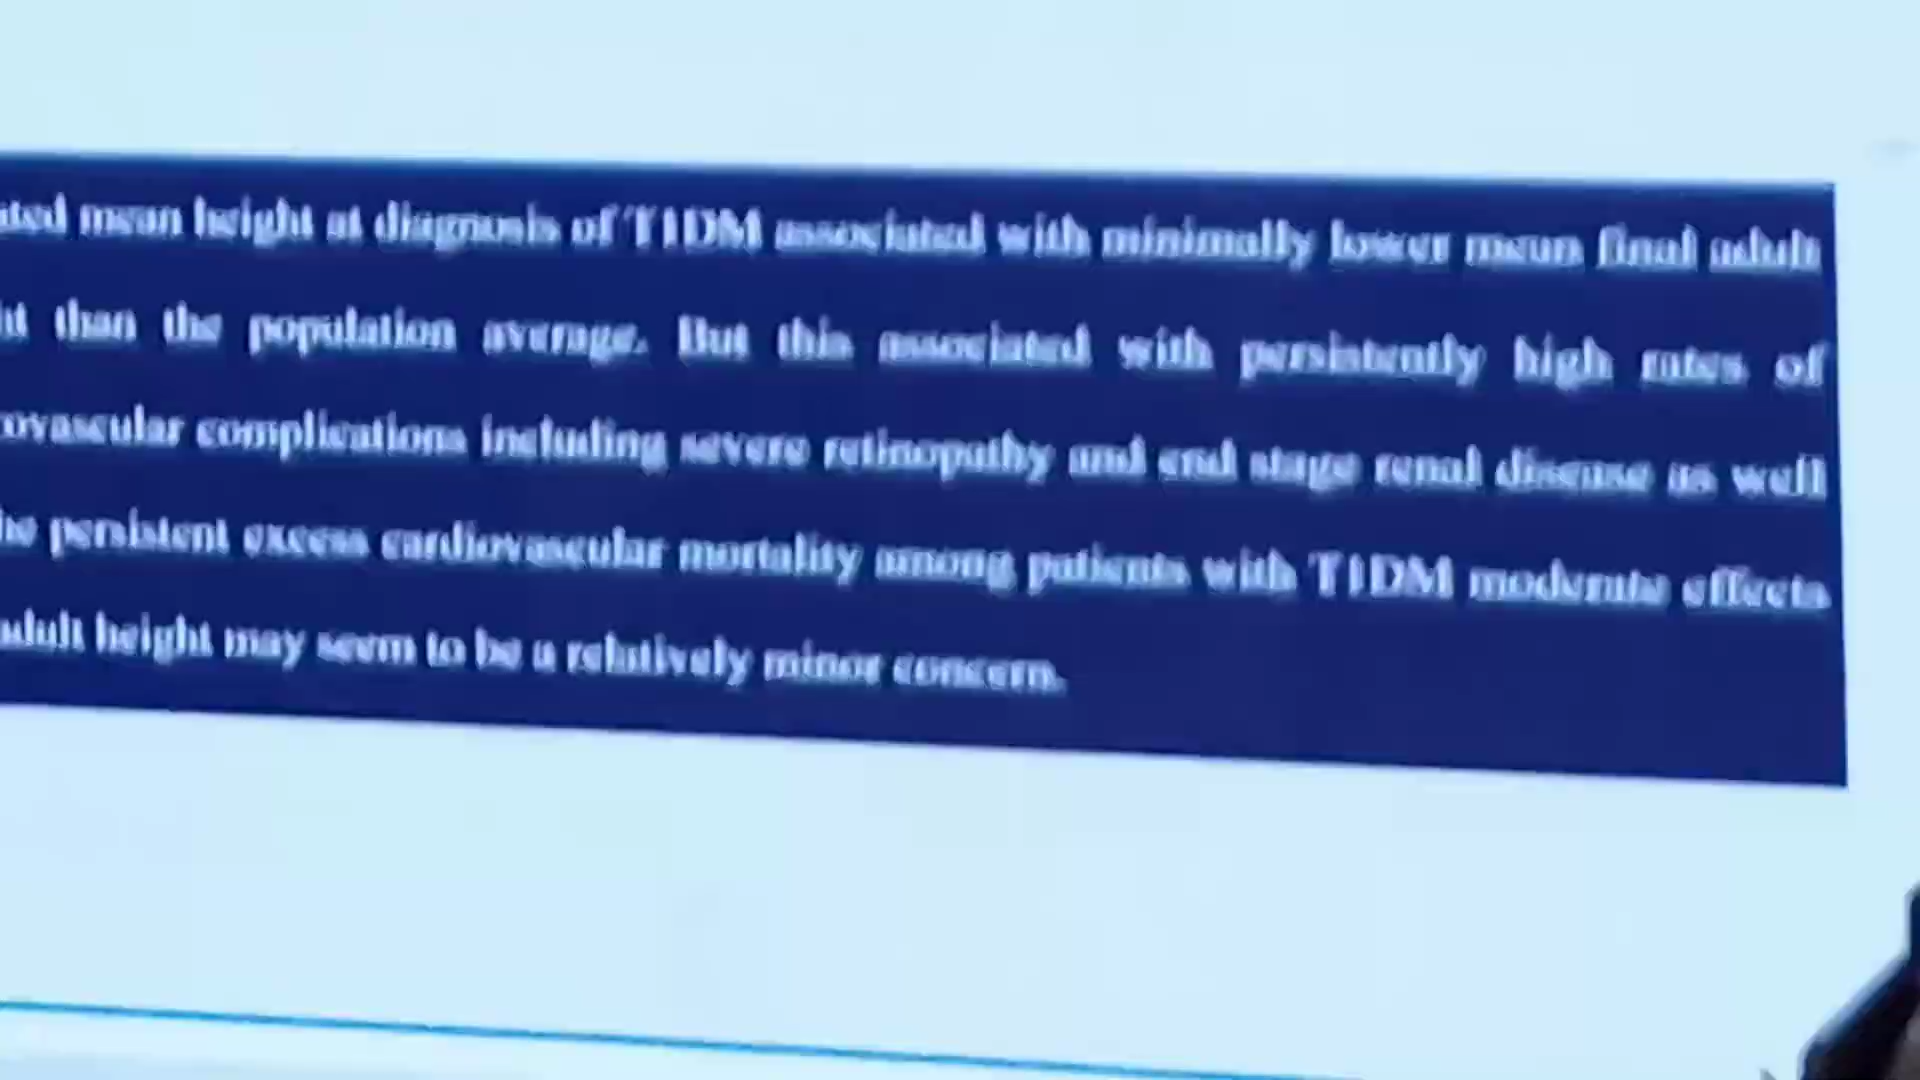 ated mean height at diagnosis of T1DM associated with minimally lower mean final adult
ht than the population average. But this associated with persistently high rates of
ovascular complications including severe retinopathy and end stage renal disease as well
he persistent excess cardiovascular mortality among patients with T1DM moderate effects
adult height may seem to be a relatively minor concern.